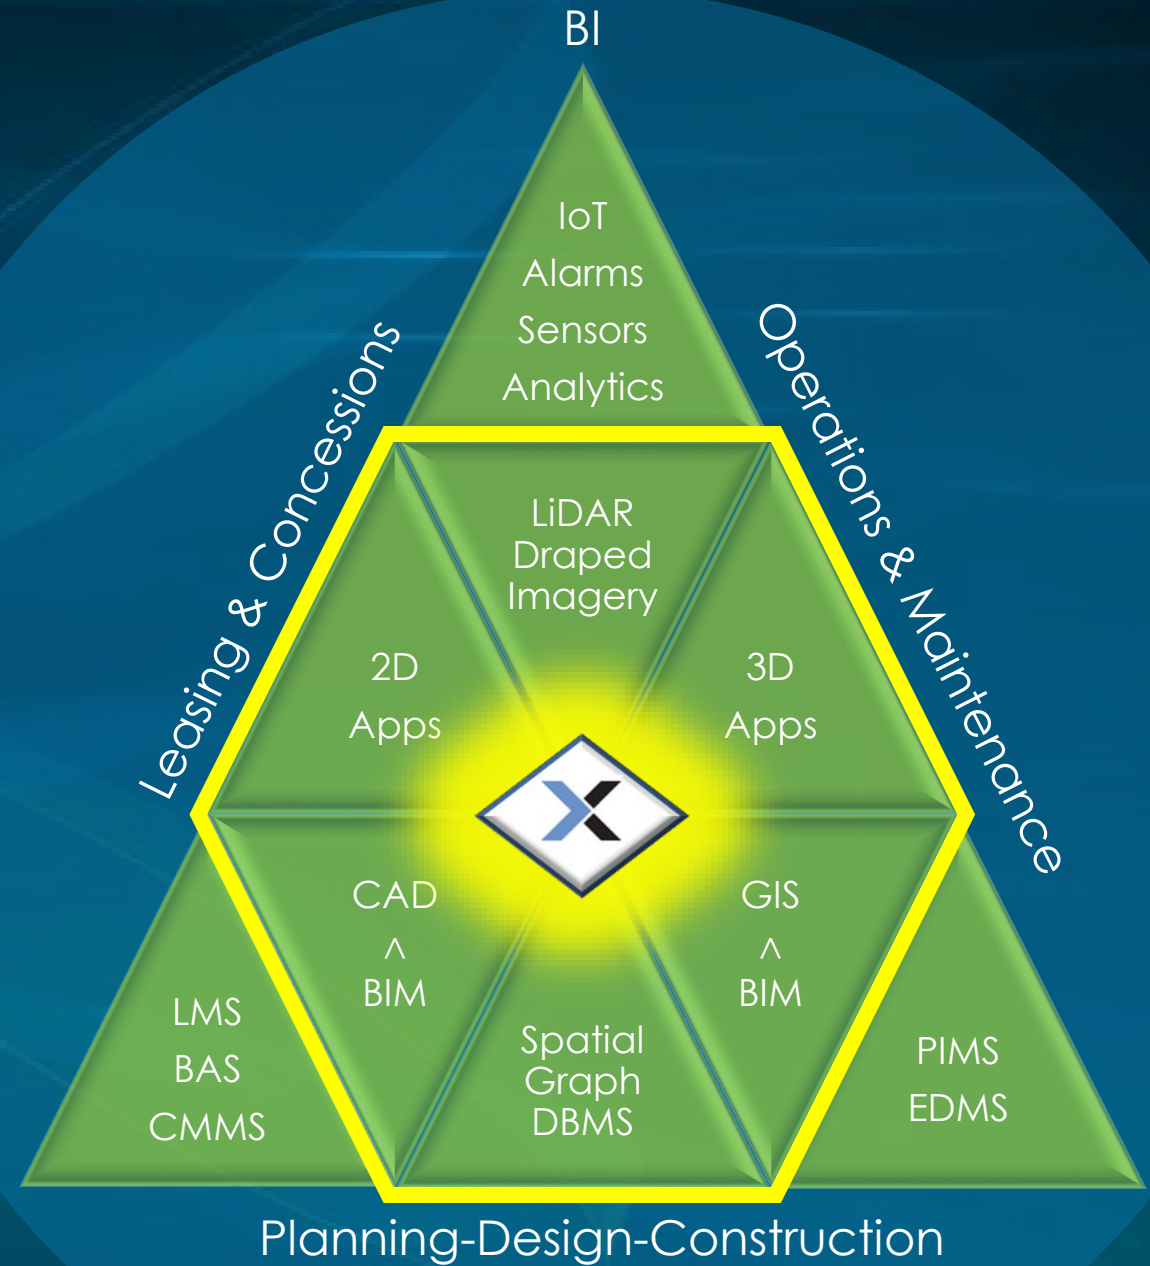 BI
IoT
Alarms
Sensors
Analytics
Leasing & Concessions
Operations & Maintenance
LiDAR
Draped
Imagery
2D
Apps
3D
Apps
CAD
^
BIM
GIS
^
BIM
LMS
BAS
CMMS
Spatial
Graph
DBMS
PIMS
EDMS
Planning-Design-Construction